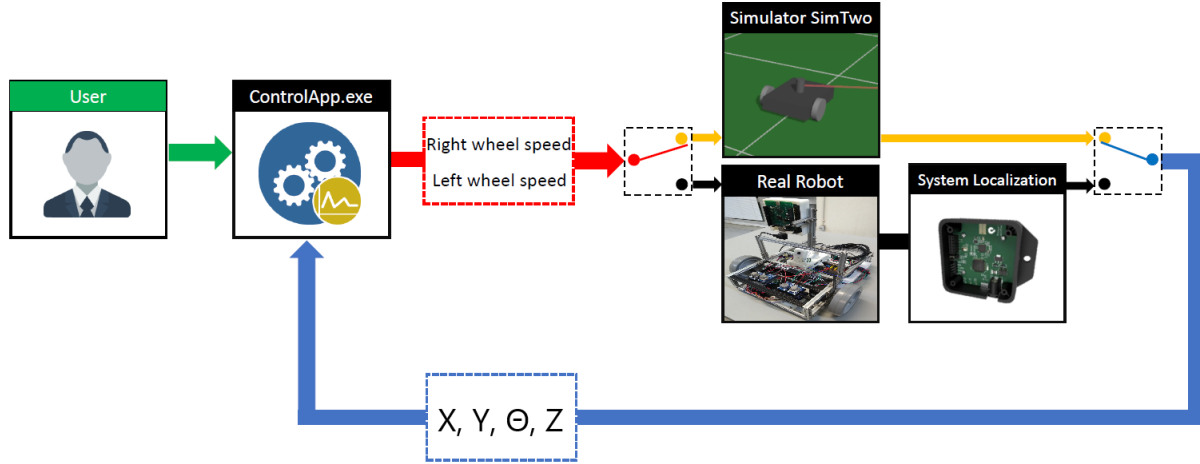 Simulator SimTwo
User
ControlApp.exe
Right wheel speed
Left wheel speed
Real Robot
System Localization
X, Y, Θ, Z